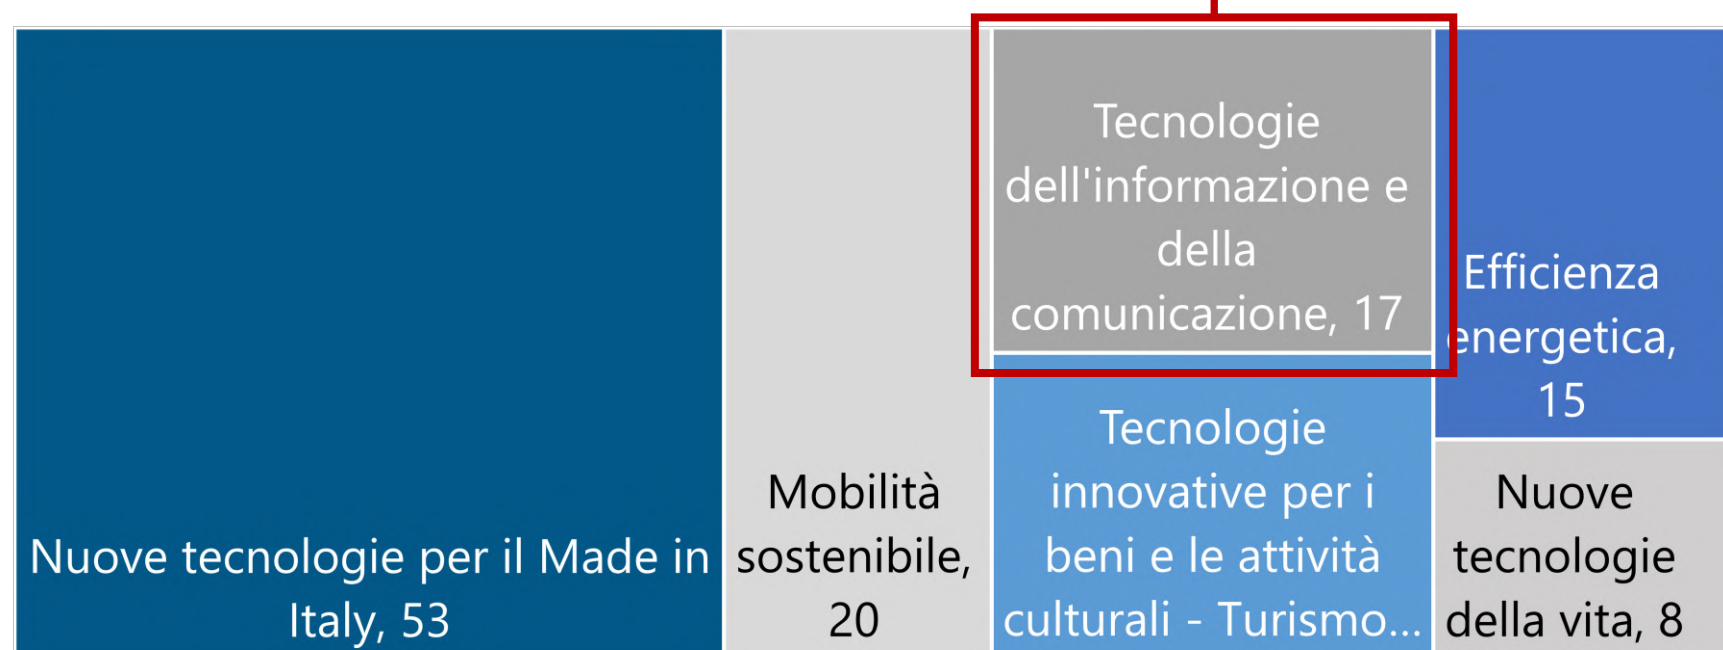 Nuove tecnologie per il Made in
Italy, 53
Mobilità
sostenibile,
20
Tecnologie
dell'informazione e
della
comunicazione, 17
Tecnologie
innovative per i
beni e le attività
culturali - Turismo...
Efficienza
energetica,
15
Nuove
tecnologie
della vita, 8